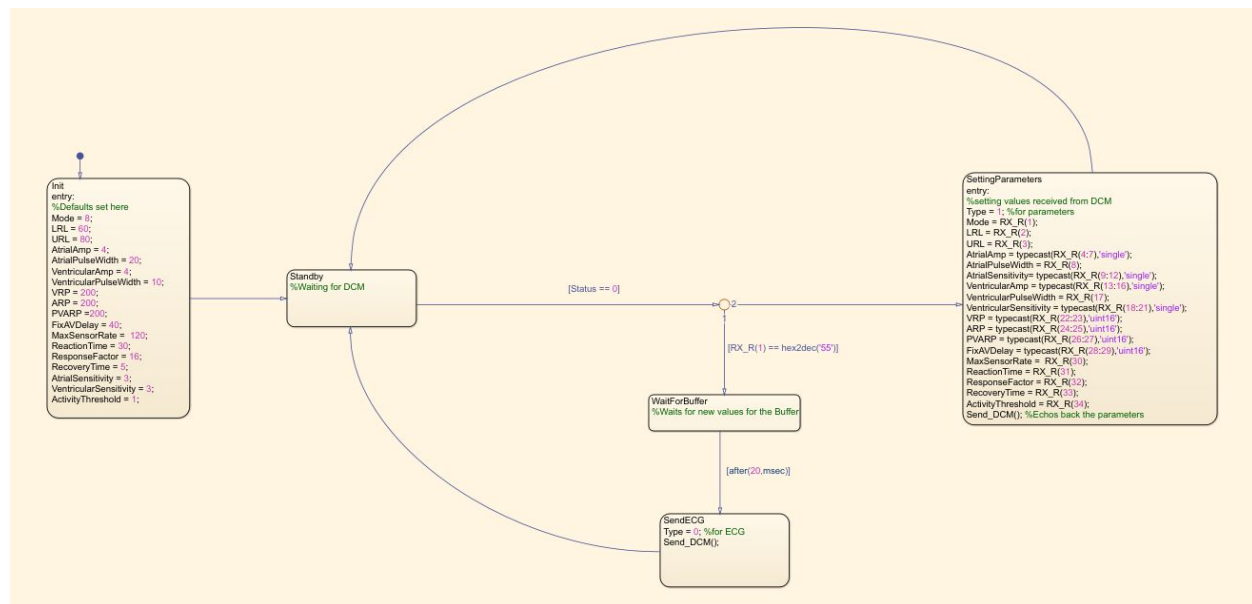 Init
entry:
%Defaults set here
Mode = 8;
LRL = 60;
URL = 80;
AtrialAmp = 4;
AtrialPulseWidth = 20;
VentricularAmp = 4;
VentricularPulseWidth = 10;
VRP = 200;
ARP = 200;
PVARP =200;
FixAVDelay = 40;
MaxSensorRate =  120;
ReactionTime = 30;
ResponseFactor = 16;
RecoveryTime = 5;
AtrialSensitivity = 3;
VentricularSensitivity = 3;
ActivityThreshold = 1;
Standby
%Waiting for DCM
[Status == 0]
2
1
[RX_R(1) == hex2dec('55')]
WaitForBuffer
%Waits for new values for the Buffer
[after(20,msec)]
SendECG
Type = 0; %for ECG
Send_DCM();
SettingParameters
entry:
%setting values received from DCM
Type = 1; %for parameters
Mode = RX_R(1);
LRL = RX_R(2);
URL = RX_R(3);
AtrialAmp = typecast(RX_R(4:7),'single');
AtrialPulseWidth = RX_R(8);
AtrialSensitivity= typecast(RX_R(9:12),'single');
VentricularAmp = typecast(RX_R(13:16),'single');
VentricularPulseWidth = RX_R(17);
VentricularSensitivity = typecast(RX_R(18:21),'single');
VRP = typecast(RX_R(22:23),'uint16');
ARP = typecast(RX_R(24:25),'uint16');
PVARP = typecast(RX_R(26:27),'uint16');
FixAVDelay = typecast(RX_R(28:29),'uint16');
MaxSensorRate =  RX_R(30);
ReactionTime = RX_R(31);
ResponseFactor = RX_R(32);
RecoveryTime = RX_R(33);
ActivityThreshold = RX_R(34);
Send_DCM(); %Echos back the parameters